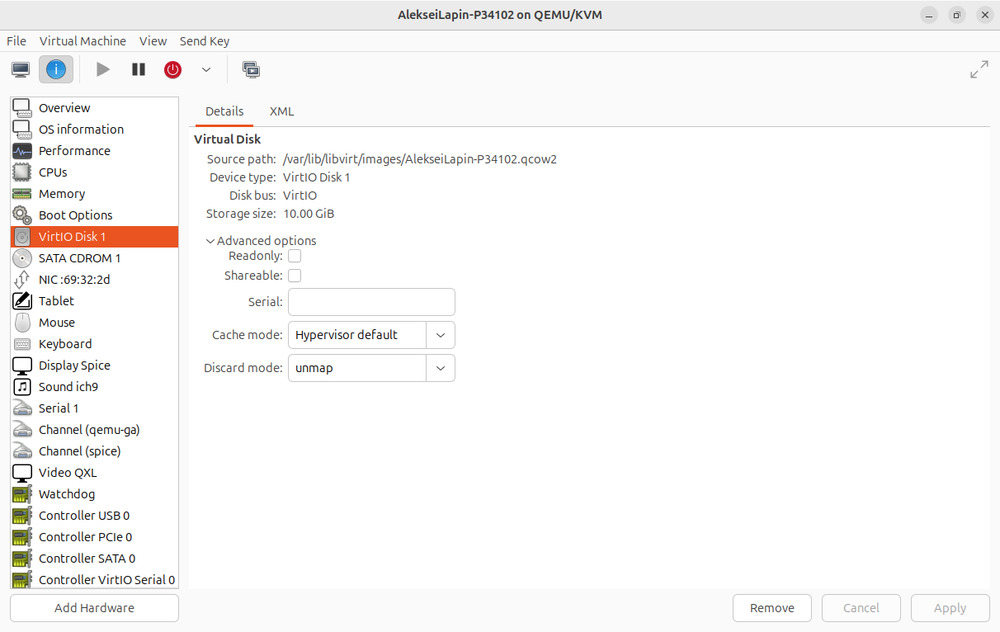 AlekseiLapin-P34102 on QEMU/KVM
File Virtual Machine View Send Key
Overview
OS information
Performance
CPUs
Memory
Boot Options
VirtIO Disk 1
SATA CDROM 1
NIC :69:32:2d
Tablet
Mouse
Keyboard
Display Spice
Sound ich9
Serial 1
Channel (qemu-ga)
Channel (spice)
Video QXL
Watchdog
Controller USB 0
Controller PCIe 0
Controller SATA 0
Controller VirtIO Serial 0
Add Hardware
Details XML
Virtual Disk
Source path: /var/lib/libvirt/images/AlekseiLapin-P34102.qcow2
Device type: VirtIO Disk 1
Disk bus: VirtIO
Storage size: 10.00 GiB
Advanced options
Readonly:
Shareable:
Serial:
Cache mode: Hypervisor default
Discard mode: unmap
Remove Cancel Apply